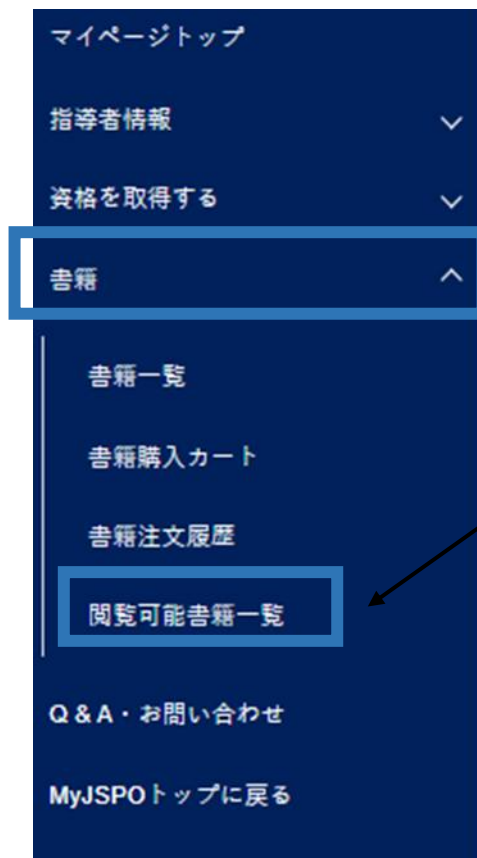 マイページトップ
指導者情報
資格を取得する
書籍
書籍一覧
書籍購入カート
書籍注文履歴
閲覧可能書籍一覧
Q & A・お問い合わせ
MyJSPOトップに戻る